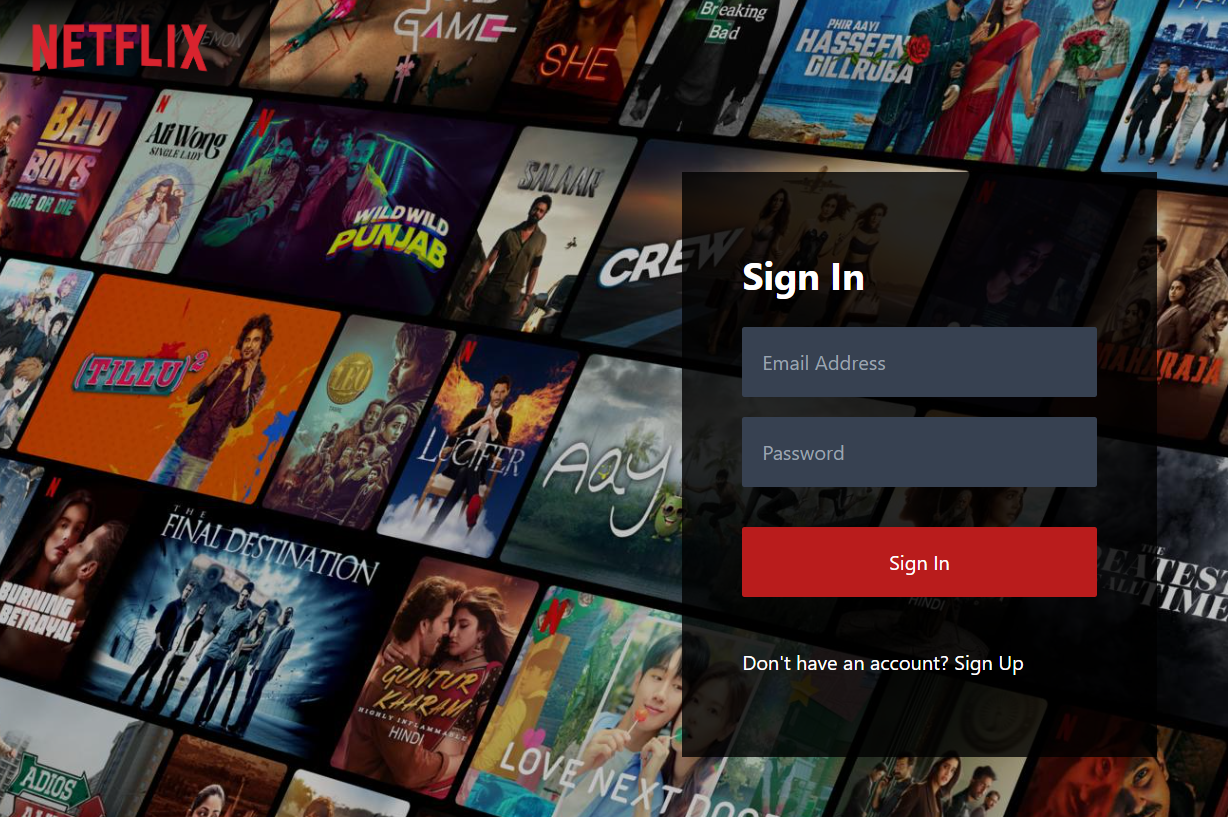 NETFLIX
GAME
SHE
Breaking
Bad
PHIR AAYI
HASSEEN
DILLRUBA
BAD
BOYS
RIDE OR DIE
Ali Wong
SINGLE LADY
WILD WILD
PUNJAB
SALAAR
CREW
Sign In
Email Address
Password
Sign In
Don't have an account? Sign Up
MAHARAJA
TILLU²
LEO
LUCIFER
Aay
THE
FINAL DESTINATION
BURNING
BETRAYAL
GUNTUR
KAARAM
HIGHLY INFLAMMABLE
HINDI
LOVE NEXT DOOR
THE
GREATEST
ALL
TIME
HINDI
ADIOS